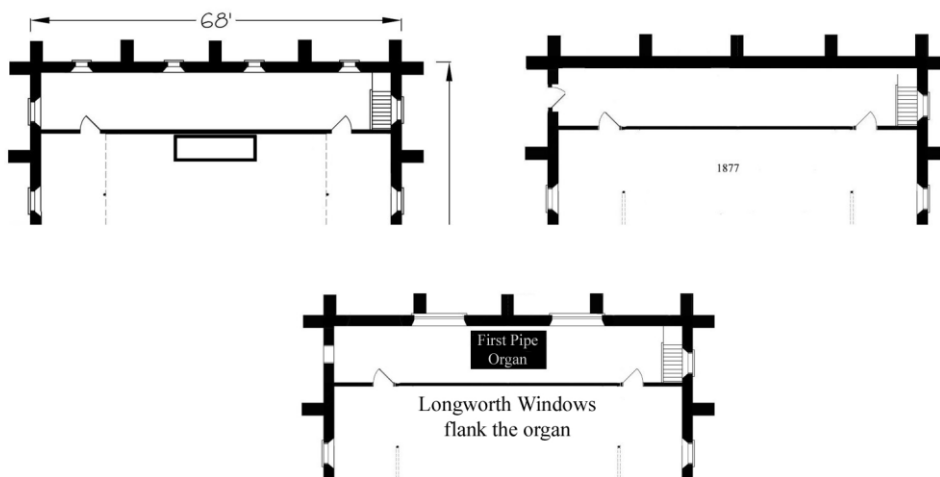 68'
1877
First Pipe
Organ
Longworth Windows
flank the organ